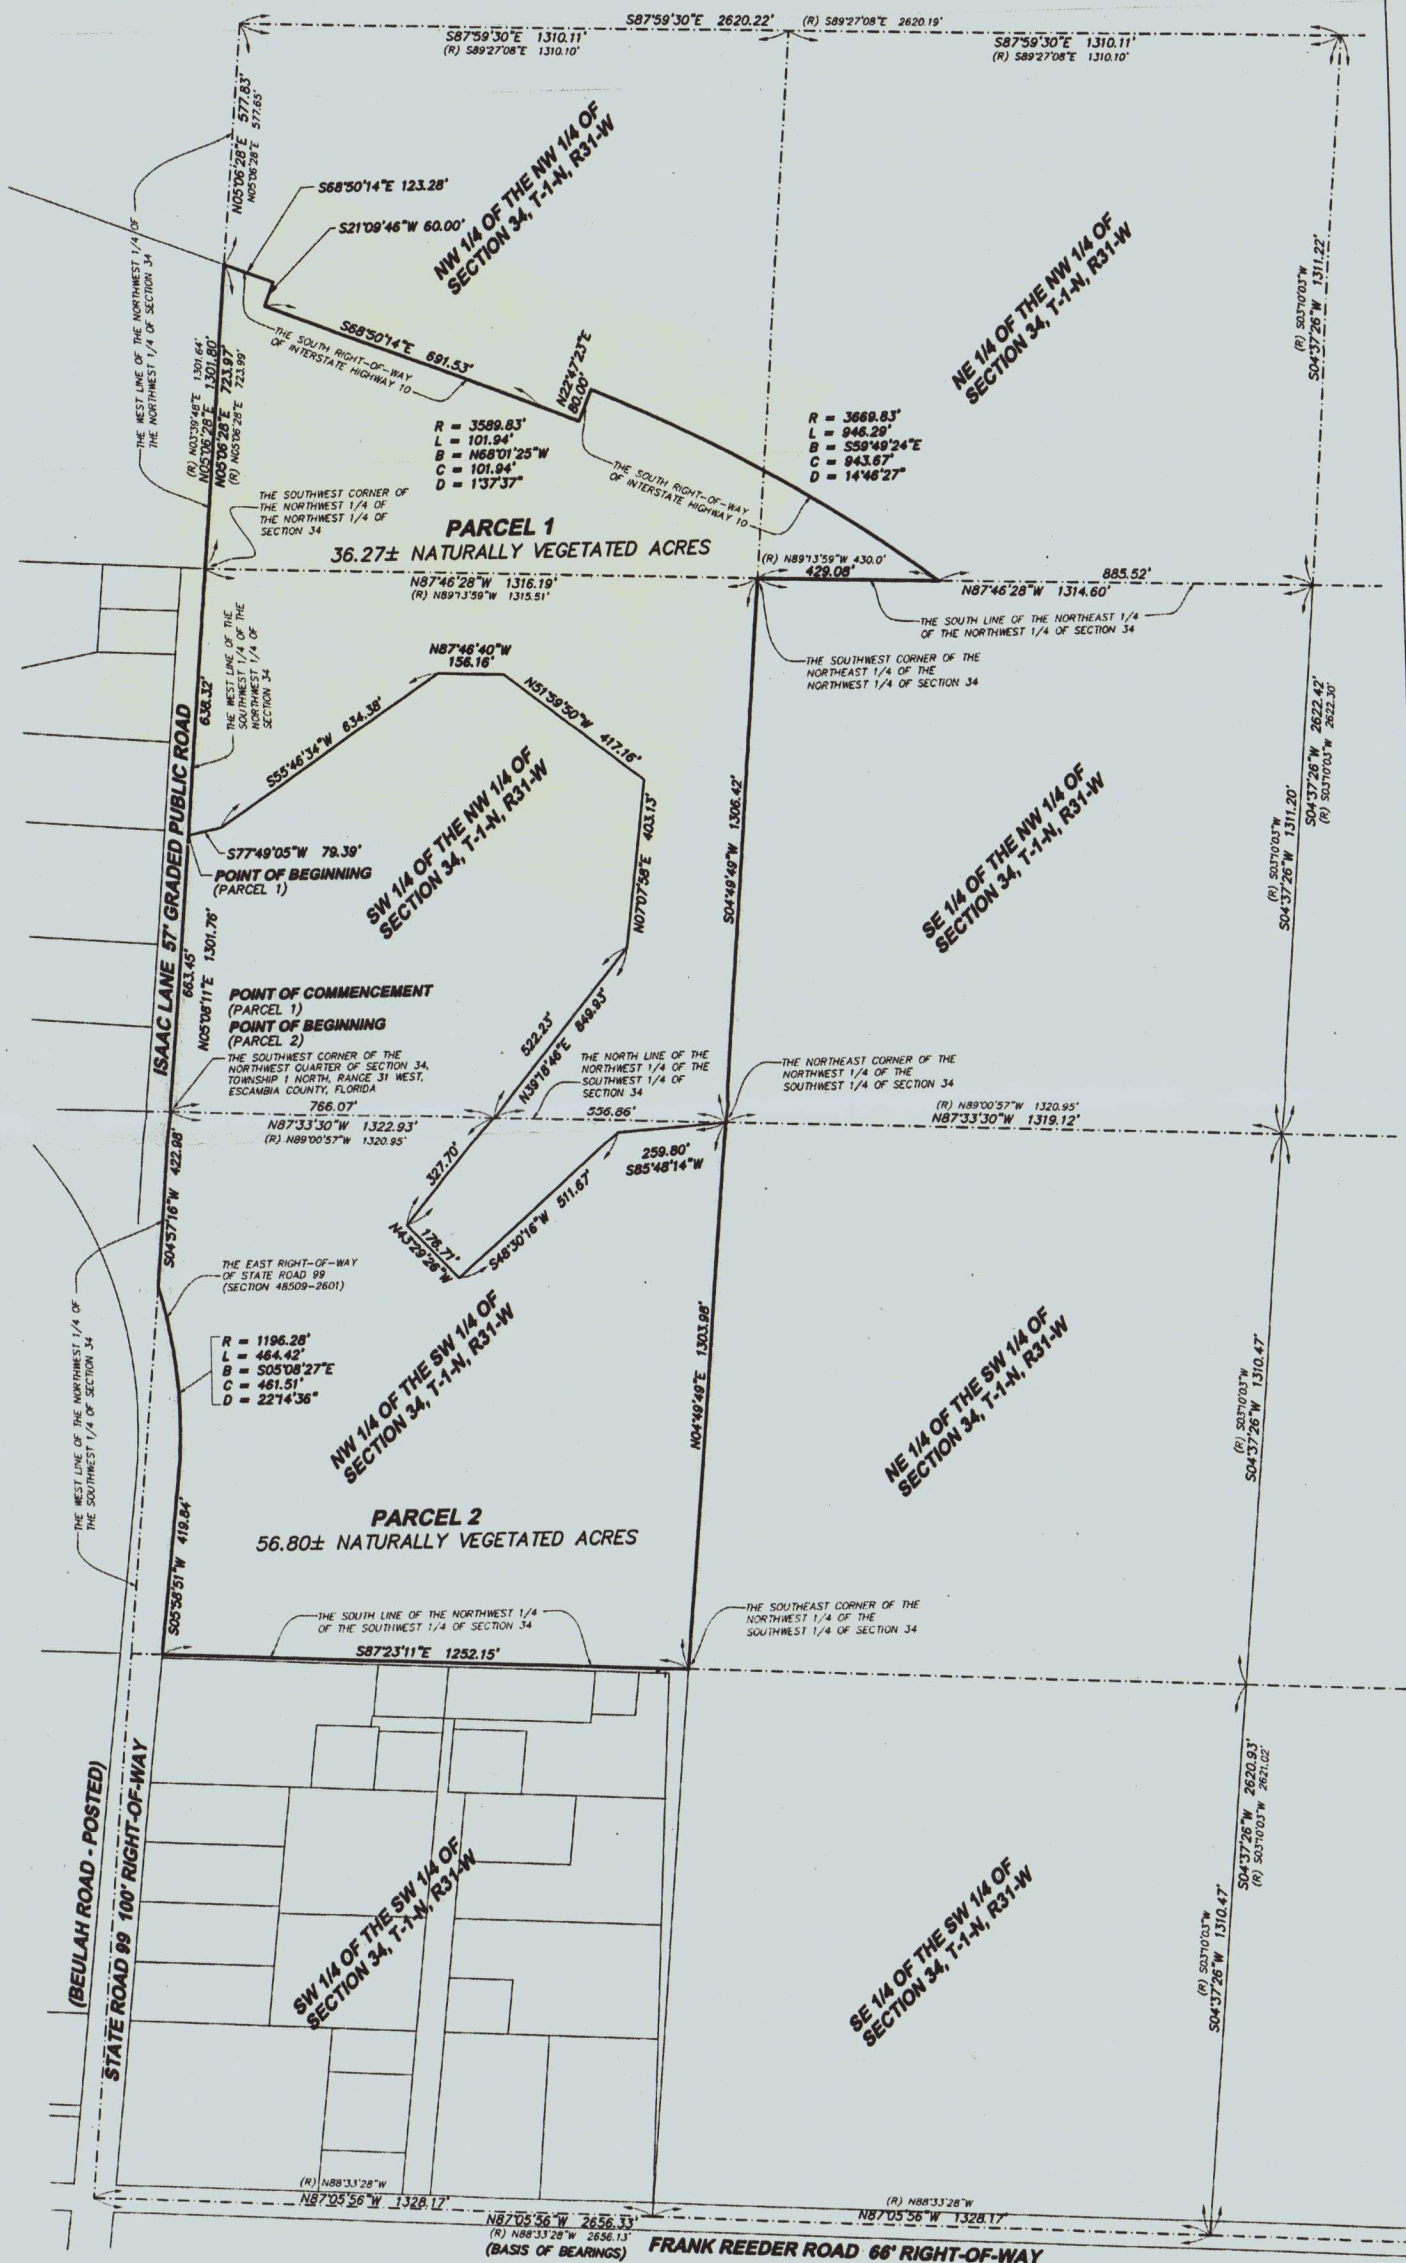 S87°59'30"E 2620.22' (R) S89°27'08"E 2620.19'
S87°59'30"E 1310.11'
(R) S89°27'08"E 1310.10'
S87°59'30"E 1310.11'
(R) S89°27'08"E 1310.10'
N05°06'28"E 577.83'
N05°06'28"E 577.65'
THE WEST LINE OF THE NORTHWEST 1/4 OF
THE NORTHWEST 1/4 OF SECTION 34
S68°50'14"E 123.28'
S21°09'46"W 60.00'
NW 1/4 OF THE NW 1/4 OF
SECTION 34, T-1-N, R31-W
NE 1/4 OF THE NW 1/4 OF
SECTION 34, T-1-N, R31-W
(R) S03°10'03"W
S04°37'26"W 1311.22'
S68°50'14"E 691.53'
THE SOUTH RIGHT-OF-WAY
OF INTERSTATE HIGHWAY 10
N22°47'23"E
80.00'
(R) N03°39'48"E 1301.64'
N05°06'28"E 1301.80'
N05°06'28"E 723.97'
(R) N05°06'28"E 723.99'
R = 3589.83'
L = 101.94'
B = N68°01'25"W
C = 101.94'
D = 1°37'37"
R = 3669.83'
L = 946.29'
B = S59°49'24"E
C = 943.67'
D = 14°46'27"
THE SOUTH RIGHT-OF-WAY
OF INTERSTATE HIGHWAY 10
THE SOUTHWEST CORNER OF
THE NORTHWEST 1/4 OF
THE NORTHWEST 1/4 OF
SECTION 34
PARCEL 1
36.27± NATURALLY VEGETATED ACRES
(R) N89°13'59"W 430.0'
429.08'
885.52'
N87°46'28"W 1316.19'
(R) N89°13'59"W 1315.51'
N87°46'28"W 1314.60'
THE SOUTH LINE OF THE NORTHEAST 1/4
OF THE NORTHWEST 1/4 OF SECTION 34
THE SOUTHWEST CORNER OF THE
NORTHEAST 1/4 OF THE
NORTHWEST 1/4 OF SECTION 34
638.32'
THE WEST LINE OF THE
SOUTHWEST 1/4 OF THE
NORTHWEST 1/4 OF
SECTION 34
N87°46'40"W
156.16'
N51°59'50"W 417.16'
S55°46'34"W 634.38'
S04°37'26"W 2622.42'
(R) S03°10'03"W 2622.30'
(R) S03°10'03"W
S04°37'26"W 1311.20'
ISAAC LANE 57' GRADED PUBLIC ROAD
SW 1/4 OF THE NW 1/4 OF
SECTION 34, T-1-N, R31-W
SE 1/4 OF THE NW 1/4 OF
SECTION 34, T-1-N, R31-W
N07°07'58"E 403.13'
S04°49'49"W 1306.42'
S77°49'05"W 79.39'
POINT OF BEGINNING
(PARCEL 1)
663.45'
N05°08'11"E 1301.76'
POINT OF COMMENCEMENT
(PARCEL 1)
POINT OF BEGINNING
(PARCEL 2)
THE SOUTHWEST CORNER OF THE
NORTHWEST QUARTER OF SECTION 34,
TOWNSHIP 1 NORTH, RANGE 31 WEST,
ESCAMBIA COUNTY, FLORIDA
522.23'
N39°18'46"E 849.93'
THE NORTH LINE OF THE
NORTHWEST 1/4 OF THE
SOUTHWEST 1/4 OF
SECTION 34
THE NORTHEAST CORNER OF THE
NORTHWEST 1/4 OF THE
SOUTHWEST 1/4 OF SECTION 34
766.07'
556.86'
N87°33'30"W 1322.93'
(R) N89°00'57"W 1320.95'
(R) N89°00'57"W 1320.95'
N87°33'30"W 1319.12'
S04°57'16"W 422.98'
327.70'
259.80'
S85°48'14"W
S48°30'16"W 511.67'
178.71'
N43°29'26"W
THE EAST RIGHT-OF-WAY
OF STATE ROAD 99
(SECTION 48509-2601)
THE WEST LINE OF THE NORTHWEST 1/4 OF
THE SOUTHWEST 1/4 OF SECTION 34
R = 1196.28'
L = 464.42'
B = S05°08'27"E
C = 461.51'
D = 22°14'36"
NW 1/4 OF THE SW 1/4 OF
SECTION 34, T-1-N, R31-W
NE 1/4 OF THE SW 1/4 OF
SECTION 34, T-1-N, R31-W
N04°49'49"E 1303.98'
(R) S03°10'03"W
S04°37'26"W 1310.47'
PARCEL 2
56.80± NATURALLY VEGETATED ACRES
S05°58'51"W 419.84'
THE SOUTH LINE OF THE NORTHWEST 1/4
OF THE SOUTHWEST 1/4 OF SECTION 34
THE SOUTHEAST CORNER OF THE
NORTHWEST 1/4 OF THE
SOUTHWEST 1/4 OF SECTION 34
S87°23'11"E 1252.15'
(BEULAH ROAD - POSTED)
STATE ROAD 99 100' RIGHT-OF-WAY
S04°37'26"W 2620.93'
(R) S03°10'03"W 2621.02'
(R) S03°10'03"W
S04°37'26"W 1310.47'
SW 1/4 OF THE SW 1/4 OF
SECTION 34, T-1-N, R31-W
SE 1/4 OF THE SW 1/4 OF
SECTION 34, T-1-N, R31-W
(R) N88°33'28"W
N87°05'56"W 1328.17'
(R) N88°33'28"W
N87°05'56"W 1328.17'
N87°05'56"W 2656.33'
(R) N88°33'28"W 2656.13'
(BASIS OF BEARINGS)
FRANK REEDER ROAD 66' RIGHT-OF-WAY